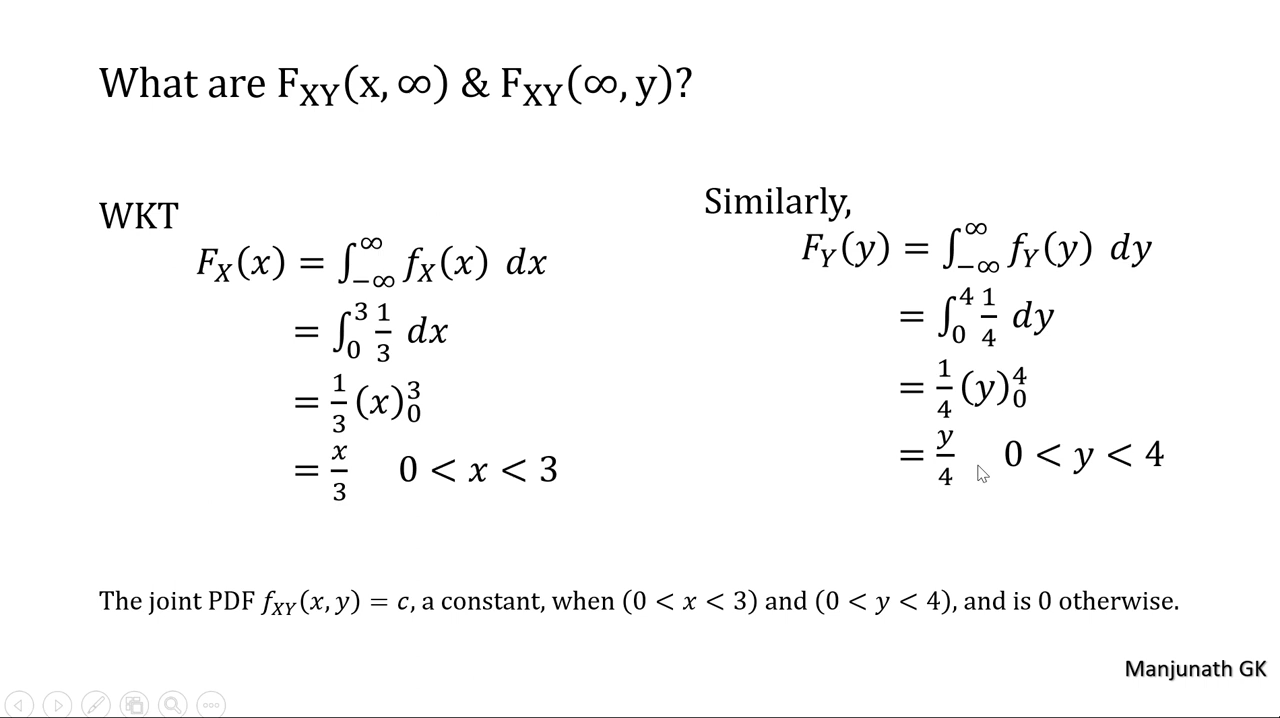 What are F_XY(x, ∞) & F_XY(∞, y)?
WKT
F_X(x) = ∫_{−∞}^{∞} f_X(x) dx
= ∫_0^3 1/3 dx
= 1/3 (x)_0^3
= x/3 0 < x < 3
Similarly,
F_Y(y) = ∫_{−∞}^{∞} f_Y(y) dy
= ∫_0^4 1/4 dy
= 1/4 (y)_0^4
= y/4 0 < y < 4
The joint PDF f_XY(x, y) = c, a constant, when (0 < x < 3) and (0 < y < 4), and is 0 otherwise.
Manjunath GK